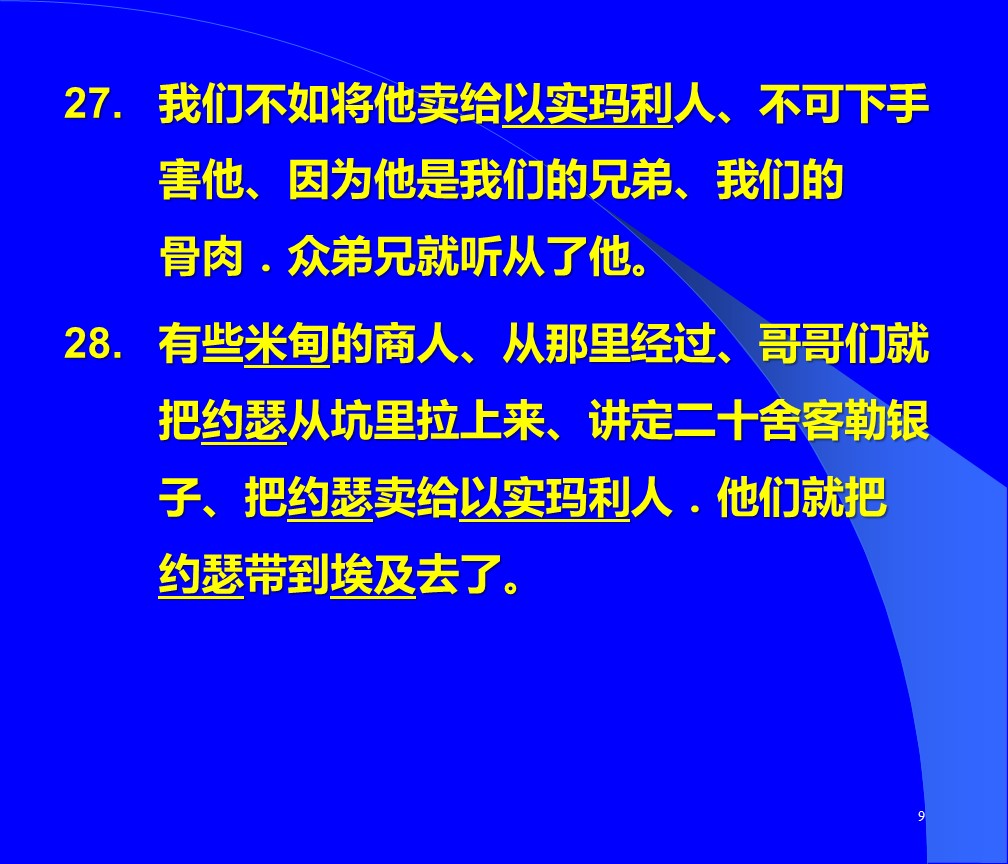 27. 我们不如将他卖给以实玛利人、不可下手
害他、因为他是我们的兄弟、我们的
骨肉．众弟兄就听从了他。
28. 有些米甸的商人、从那里经过、哥哥们就
把约瑟从坑里拉上来、讲定二十舍客勒银
子、把约瑟卖给以实玛利人．他们就把
约瑟带到埃及去了。
9